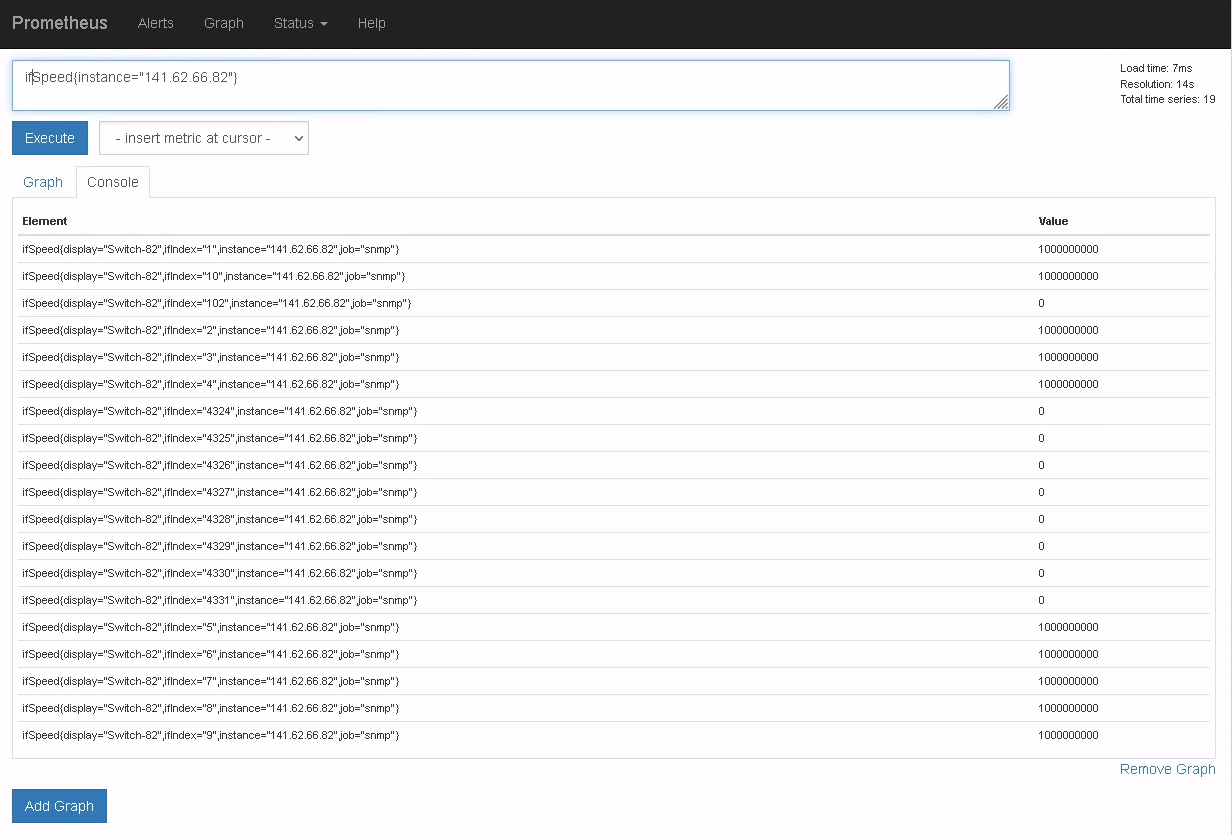 Prometheus Alerts Graph Status Help
ifSpeed{instance="141.62.66.82"}
Load time: 7ms
Resolution: 14s
Total time series: 19
Execute - insert metric at cursor -
Graph Console
Element Value
ifSpeed{display="Switch-82",ifIndex="1",instance="141.62.66.82",job="snmp"} 1000000000
ifSpeed{display="Switch-82",ifIndex="10",instance="141.62.66.82",job="snmp"} 1000000000
ifSpeed{display="Switch-82",ifIndex="102",instance="141.62.66.82",job="snmp"} 0
ifSpeed{display="Switch-82",ifIndex="2",instance="141.62.66.82",job="snmp"} 1000000000
ifSpeed{display="Switch-82",ifIndex="3",instance="141.62.66.82",job="snmp"} 1000000000
ifSpeed{display="Switch-82",ifIndex="4",instance="141.62.66.82",job="snmp"} 1000000000
ifSpeed{display="Switch-82",ifIndex="4324",instance="141.62.66.82",job="snmp"} 0
ifSpeed{display="Switch-82",ifIndex="4325",instance="141.62.66.82",job="snmp"} 0
ifSpeed{display="Switch-82",ifIndex="4326",instance="141.62.66.82",job="snmp"} 0
ifSpeed{display="Switch-82",ifIndex="4327",instance="141.62.66.82",job="snmp"} 0
ifSpeed{display="Switch-82",ifIndex="4328",instance="141.62.66.82",job="snmp"} 0
ifSpeed{display="Switch-82",ifIndex="4329",instance="141.62.66.82",job="snmp"} 0
ifSpeed{display="Switch-82",ifIndex="4330",instance="141.62.66.82",job="snmp"} 0
ifSpeed{display="Switch-82",ifIndex="4331",instance="141.62.66.82",job="snmp"} 0
ifSpeed{display="Switch-82",ifIndex="5",instance="141.62.66.82",job="snmp"} 1000000000
ifSpeed{display="Switch-82",ifIndex="6",instance="141.62.66.82",job="snmp"} 1000000000
ifSpeed{display="Switch-82",ifIndex="7",instance="141.62.66.82",job="snmp"} 1000000000
ifSpeed{display="Switch-82",ifIndex="8",instance="141.62.66.82",job="snmp"} 1000000000
ifSpeed{display="Switch-82",ifIndex="9",instance="141.62.66.82",job="snmp"} 1000000000
Remove Graph
Add Graph